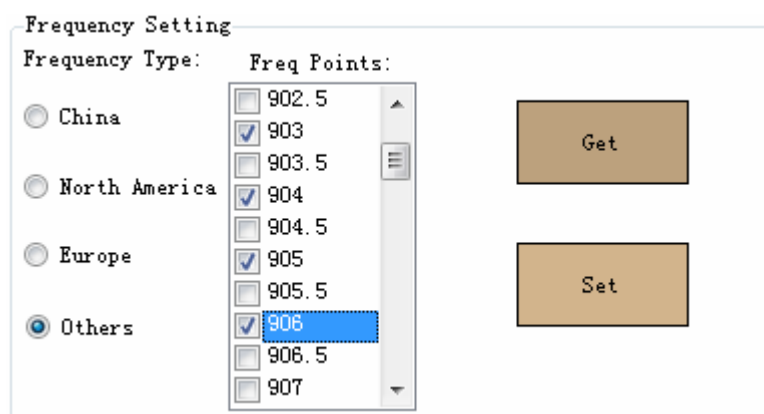 Frequency Setting
Frequency Type:
Freq Points:
China
North America
Europe
Others
902.5
903
903.5
904
904.5
905
905.5
906
906.5
907
Get
Set